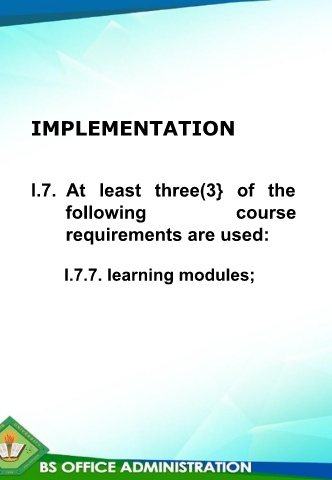 IMPLEMENTATION
I.7. At least three(3} of the
following course
requirements are used:
I.7.7. learning modules;
BS OFFICE ADMINISTRATION